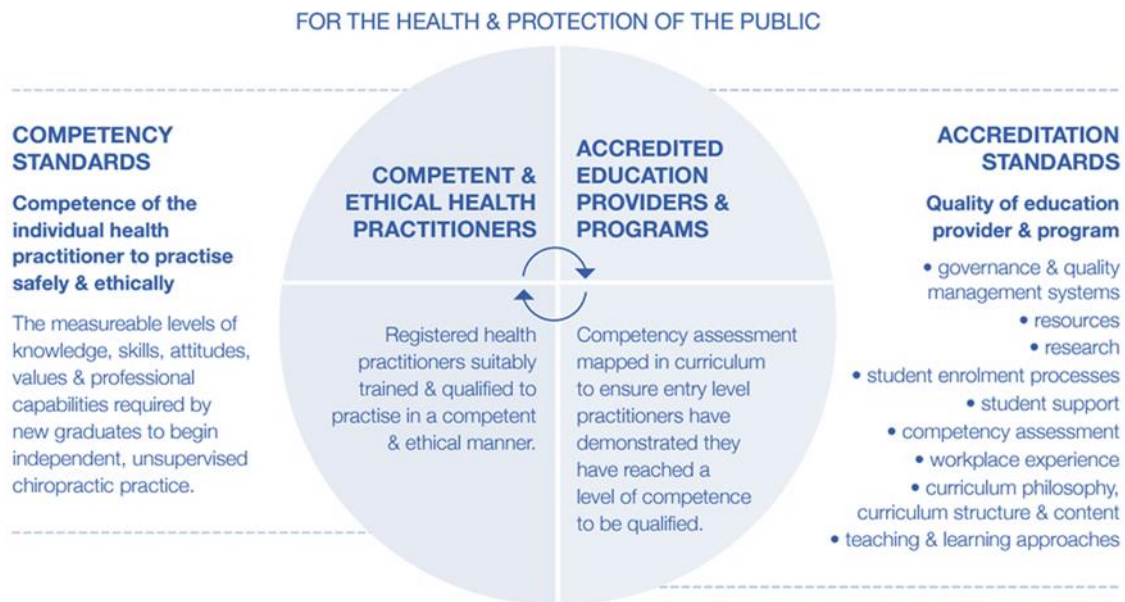 FOR THE HEALTH & PROTECTION OF THE PUBLIC
COMPETENCY
STANDARDS
Competence of the
individual health
practitioner to practise
safely & ethically
The measureable levels of
knowledge, skills, attitudes,
values & professional
capabilities required by
new graduates to begin
independent, unsupervised
chiropractic practice.
COMPETENT &
ETHICAL HEALTH
PRACTITIONERS
Registered health
practitioners suitably
trained & qualified to
practise in a competent
& ethical manner.
ACCREDITED
EDUCATION
PROVIDERS &
PROGRAMS
Competency assessment
mapped in curriculum
to ensure entry level
practitioners have
demonstrated they
have reached a
level of competence
to be qualified.
ACCREDITATION
STANDARDS
Quality of education
provider & program
• governance & quality
management systems
• resources
• research
• student enrolment processes
• student support
• competency assessment
• workplace experience
• curriculum philosophy,
curriculum structure & content
• teaching & learning approaches